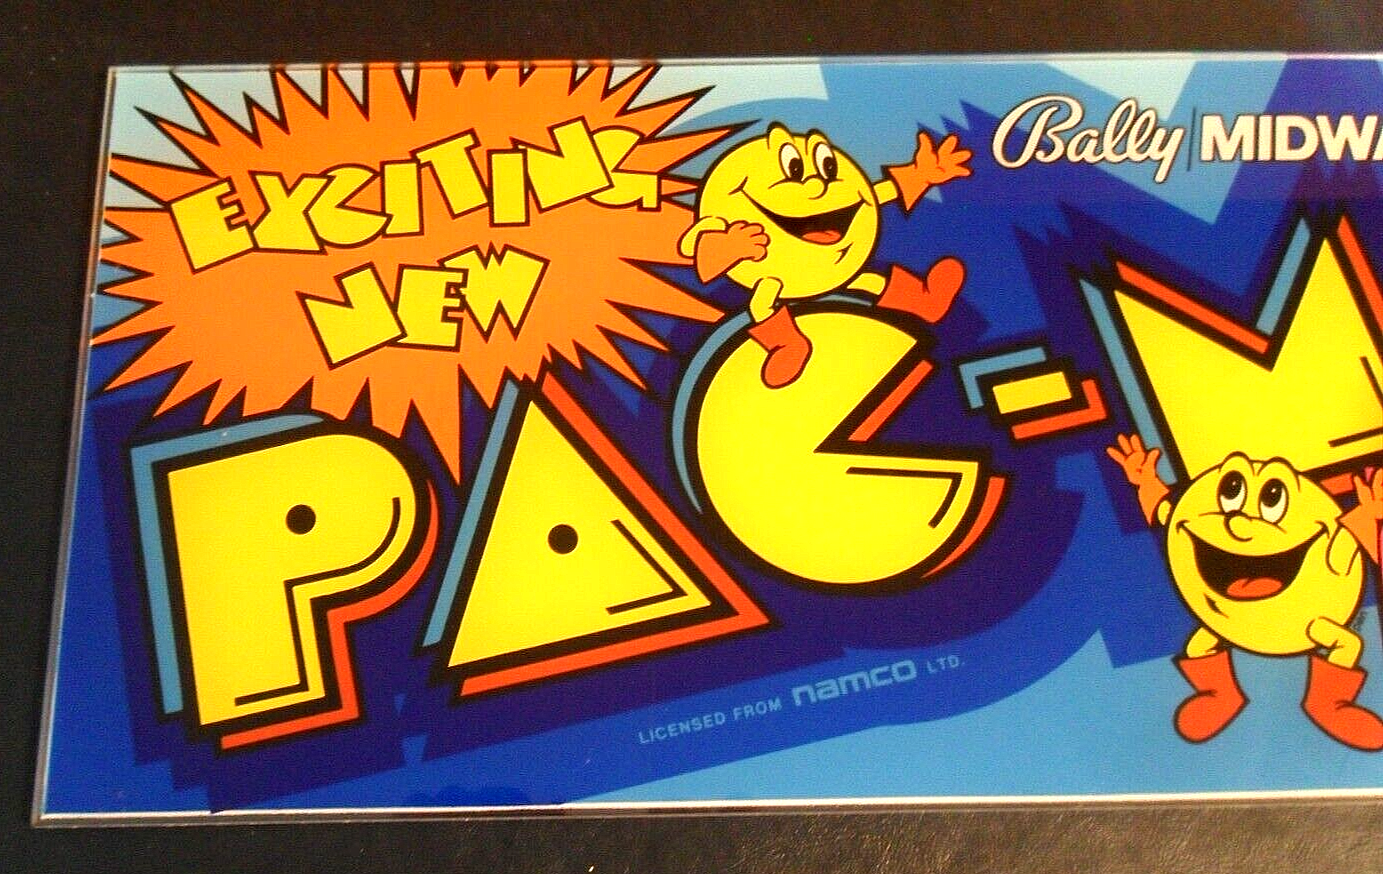 EXCITING
NEW
Bally MIDWA
PAC-M
LICENSED FROM namco LTD.